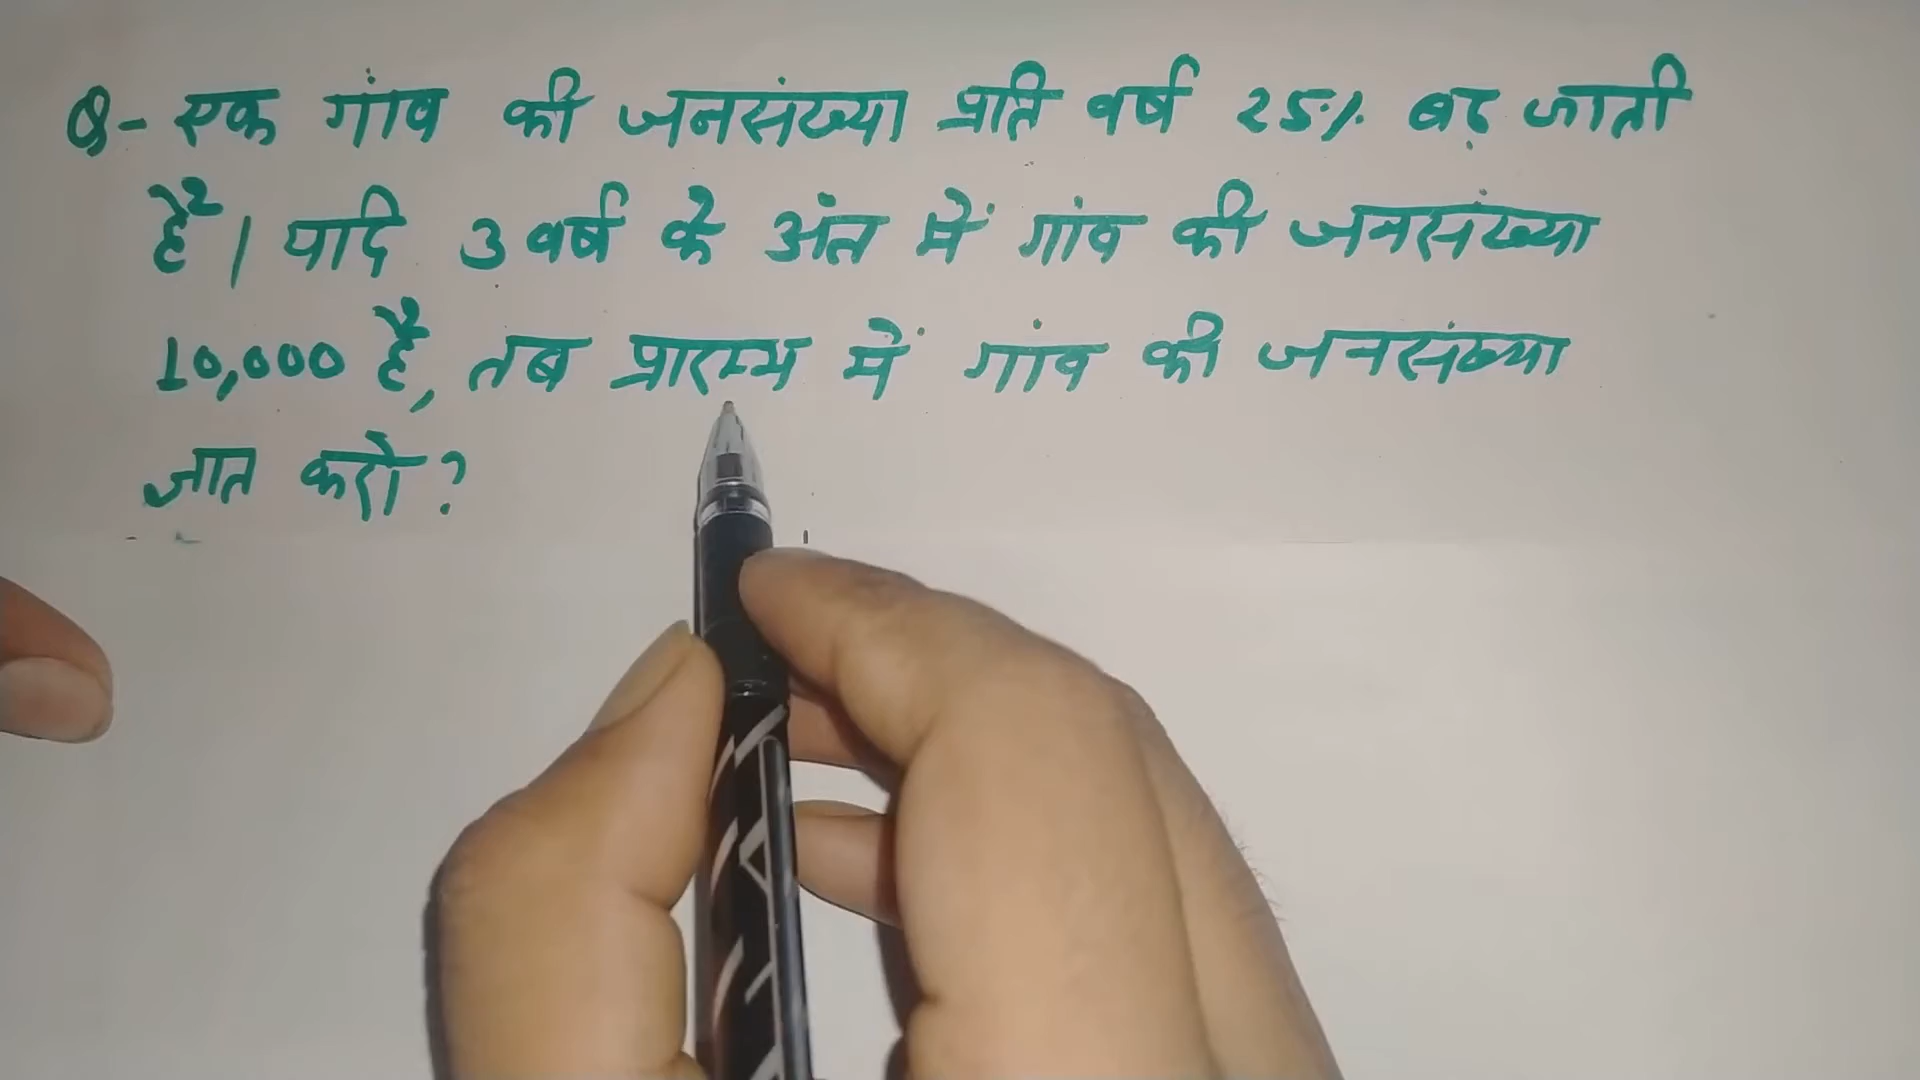 Q- एक गांव की जनसंख्या प्रति वर्ष 25% बढ़ जाती
है। यदि 3 वर्ष के अंत में गांव की जनसंख्या
10,000 है, तब प्रारम्भ में गांव की जनसंख्या
ज्ञात करो?